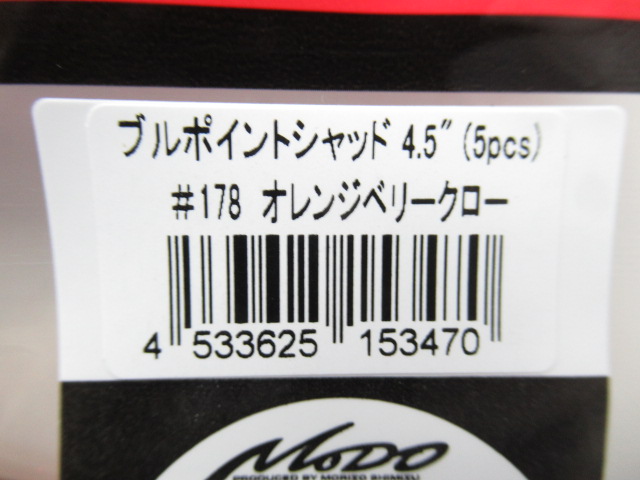 ブルポイントシャッド 4.5″ (5pcs)
#178 オレンジベリークロー
4 533625 153470
MoDo
PRODUCED BY MORIZO SHIMIZU